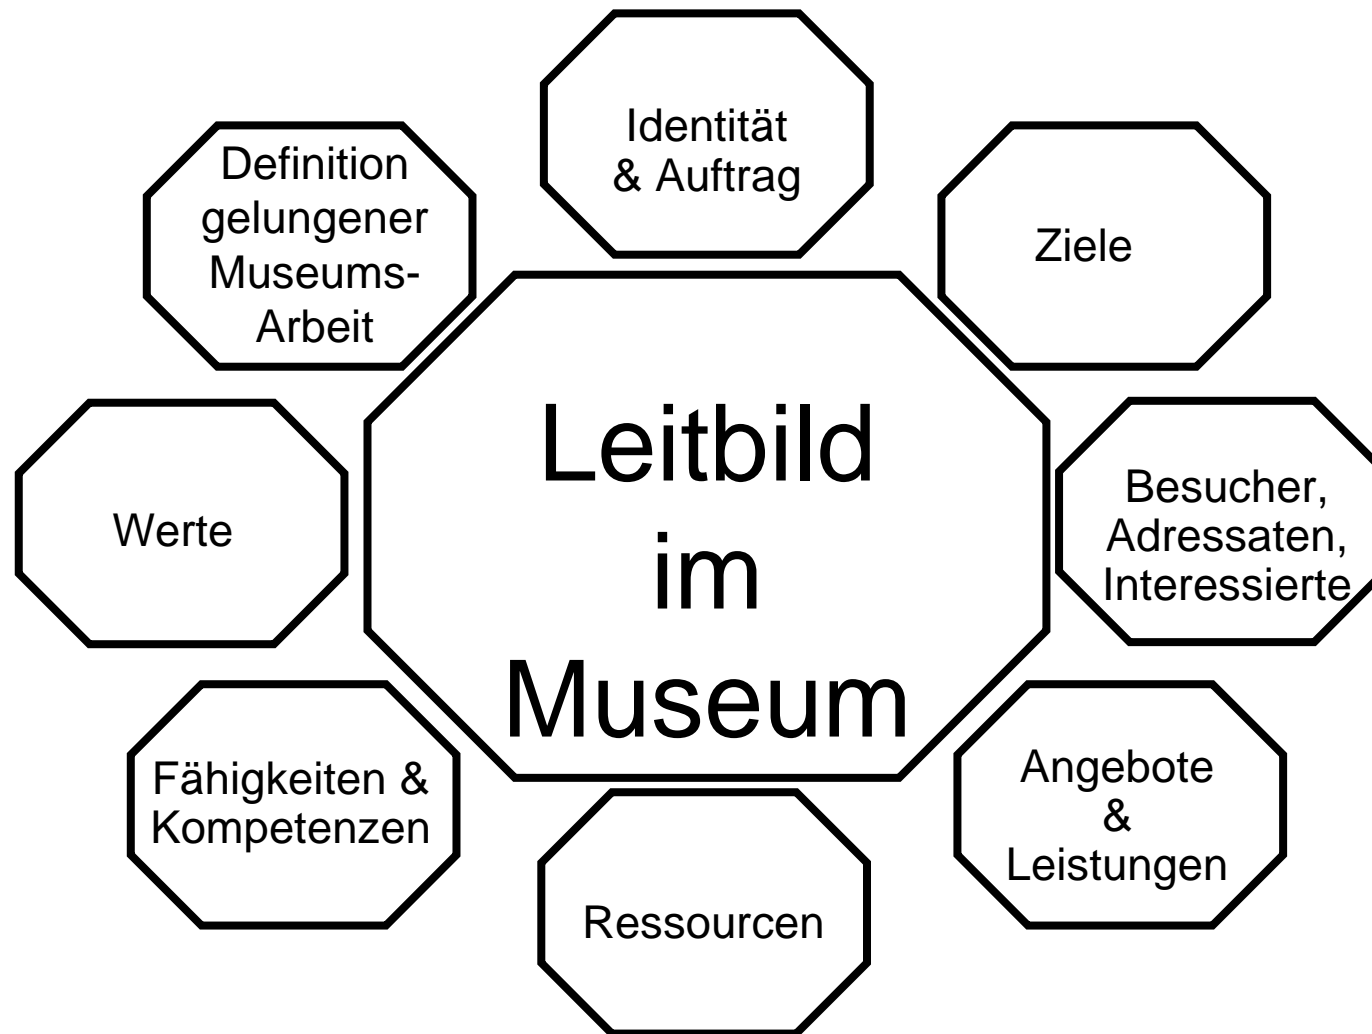 Identität
& Auftrag
Definition
gelungener
Museums-
Arbeit
Ziele
Leitbild
im
Museum
Werte
Besucher,
Adressaten,
Interessierte
Fähigkeiten &
Kompetenzen
Angebote
&
Leistungen
Ressourcen